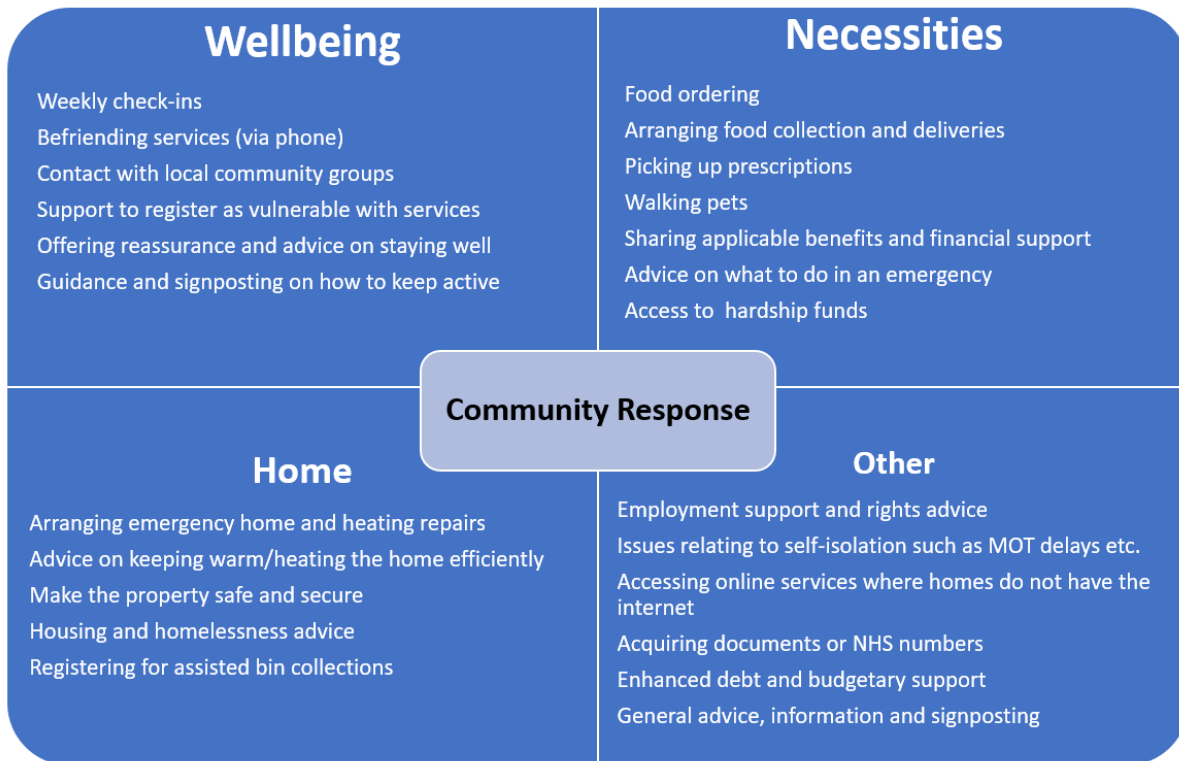 Wellbeing
Weekly check-ins
Befriending services (via phone)
Contact with local community groups
Support to register as vulnerable with services
Offering reassurance and advice on staying well
Guidance and signposting on how to keep active
Necessities
Food ordering
Arranging food collection and deliveries
Picking up prescriptions
Walking pets
Sharing applicable benefits and financial support
Advice on what to do in an emergency
Access to  hardship funds
Community Response
Home
Arranging emergency home and heating repairs
Advice on keeping warm/heating the home efficiently
Make the property safe and secure
Housing and homelessness advice
Registering for assisted bin collections
Other
Employment support and rights advice
Issues relating to self-isolation such as MOT delays etc.
Accessing online services where homes do not have the
internet
Acquiring documents or NHS numbers
Enhanced debt and budgetary support
General advice, information and signposting